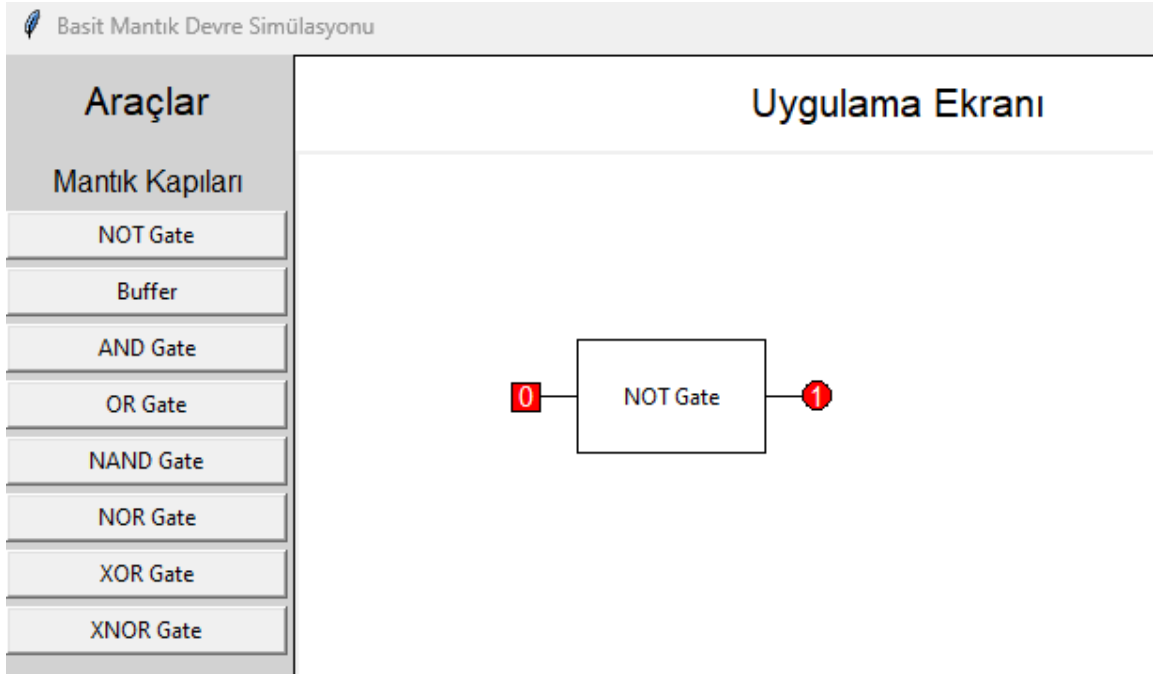 Basit Mantık Devre Simülasyonu
Araçlar
Uygulama Ekranı
Mantık Kapıları
NOT Gate
Buffer
AND Gate
OR Gate
NAND Gate
NOR Gate
XOR Gate
XNOR Gate
0
NOT Gate
1